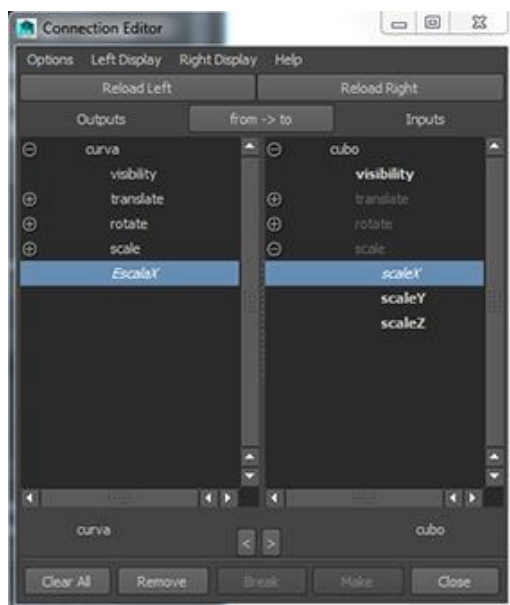 Connection Editor
Options Left Display Right Display Help
Reload Left Reload Right
Outputs from -> to Inputs
curva cubo
visibility visibility
translate translate
rotate rotate
scale scale
EscalaX scaleX
scaleY
scaleZ
curva < > cubo
Clear All Remove Break Make Close